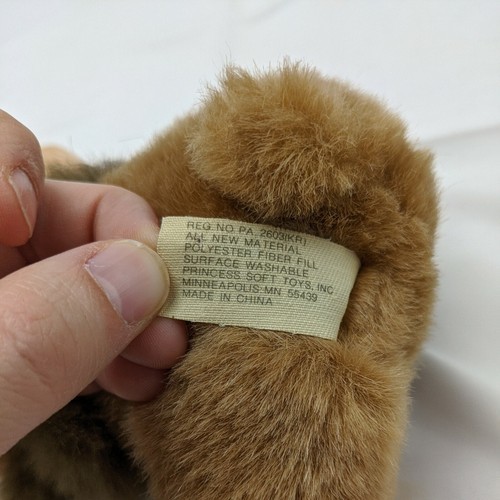 REG. NO. PA. 2603(KR)
ALL NEW MATERIAL
POLYESTER FIBER FILL
SURFACE WASHABLE
PRINCESS SOFT TOYS, INC.
MINNEAPOLIS MN 55439
MADE IN CHINA